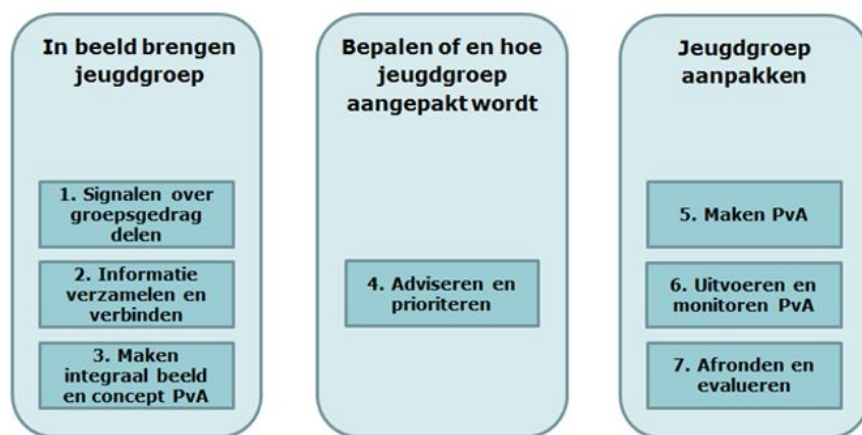 In beeld brengen
jeugdgroep
1. Signalen over
groepsgedrag
delen
2. Informatie
verzamelen en
verbinden
3. Maken
integraal beeld
en concept PvA
Bepalen of en hoe
jeugdgroep
aangepakt wordt
4. Adviseren en
prioriteren
Jeugdgroep
aanpakken
5. Maken PvA
6. Uitvoeren en
monitoren PvA
7. Afronden en
evalueren